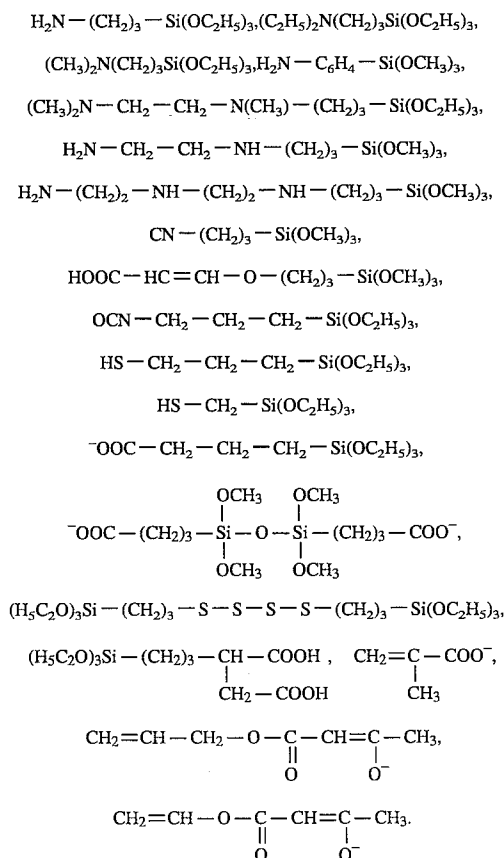 H₂N—(CH₂)₃—Si(OC₂H₅)₃,(C₂H₅)₂N(CH₂)₃Si(OC₂H₅)₃,
(CH₃)₂N(CH₂)₃Si(OC₂H₅)₃,H₂N—C₆H₄—Si(OCH₃)₃,
(CH₃)₂N—CH₂—CH₂—N(CH₃)—(CH₂)₃—Si(OC₂H₅)₃,
H₂N—CH₂—CH₂—NH—(CH₂)₃—Si(OCH₃)₃,
H₂N—(CH₂)₂—NH—(CH₂)₂—NH—(CH₂)₃—Si(OCH₃)₃,
CN—(CH₂)₃—Si(OCH₃)₃,
HOOC—HC=CH—O—(CH₂)₃—Si(OCH₃)₃,
OCN—CH₂—CH₂—CH₂—Si(OC₂H₅)₃,
HS—CH₂—CH₂—CH₂—Si(OC₂H₅)₃,
HS—CH₂—Si(OC₂H₅)₃,
⁻OOC—CH₂—CH₂—CH₂—Si(OC₂H₅)₃,
OCH₃ OCH₃
⁻OOC—(CH₂)₃—Si—O—Si—(CH₂)₃—COO⁻,
OCH₃ OCH₃
(H₅C₂O)₃Si—(CH₂)₃—S—S—S—S—(CH₂)₃—Si(OC₂H₅)₃,
(H₅C₂O)₃Si—(CH₂)₃—CH—COOH , CH₂=C—COO⁻,
CH₂—COOH CH₃
CH₂=CH—CH₂—O—C—CH=C—CH₃,
O O⁻
CH₂=CH—O—C—CH=C—CH₃.
O O⁻